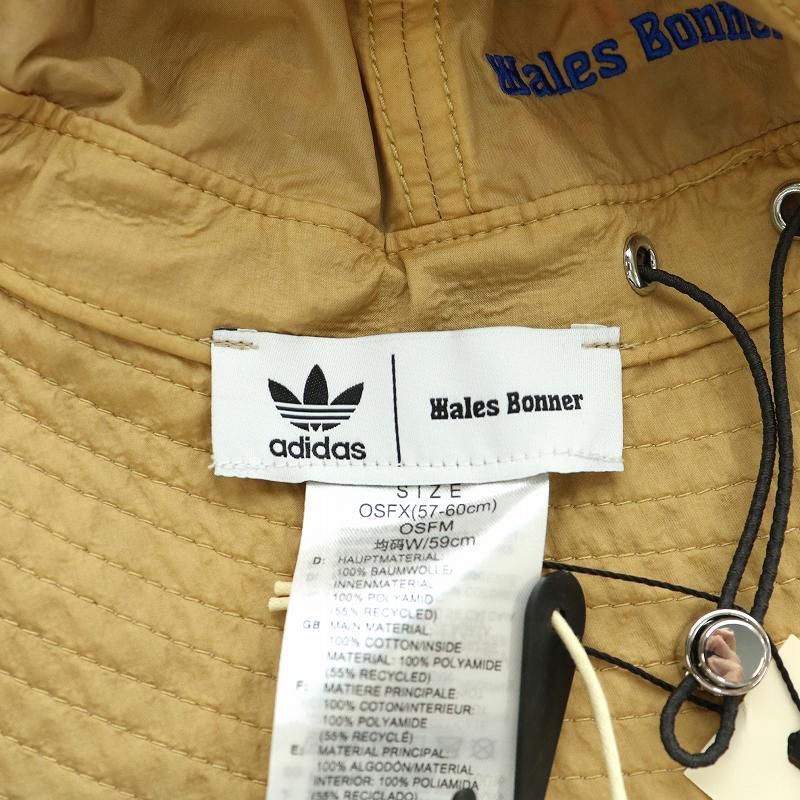 Wales Bonner
adidas
Wales Bonner
SIZE
OSFX(57-60cm)
OSFM
均码W/59cm
D: HAUPTMATERIAL:
100% BAUMWOLLE/
INNENMATERIAL:
100% POLYAMID
(55% RECYCLED)
GB: MAIN MATERIAL:
100% COTTON/INSIDE
MATERIAL: 100% POLYAMIDE
(55% RECYCLED)
F: MATIERE PRINCIPALE:
100% COTON/INTERIEUR:
100% POLYAMIDE
(55% RECYCLÉ)
E: MATERIAL PRINCIPAL:
100% ALGODÓN/MATERIAL
INTERIOR: 100% POLIAMIDA
(55% RECICLADO)